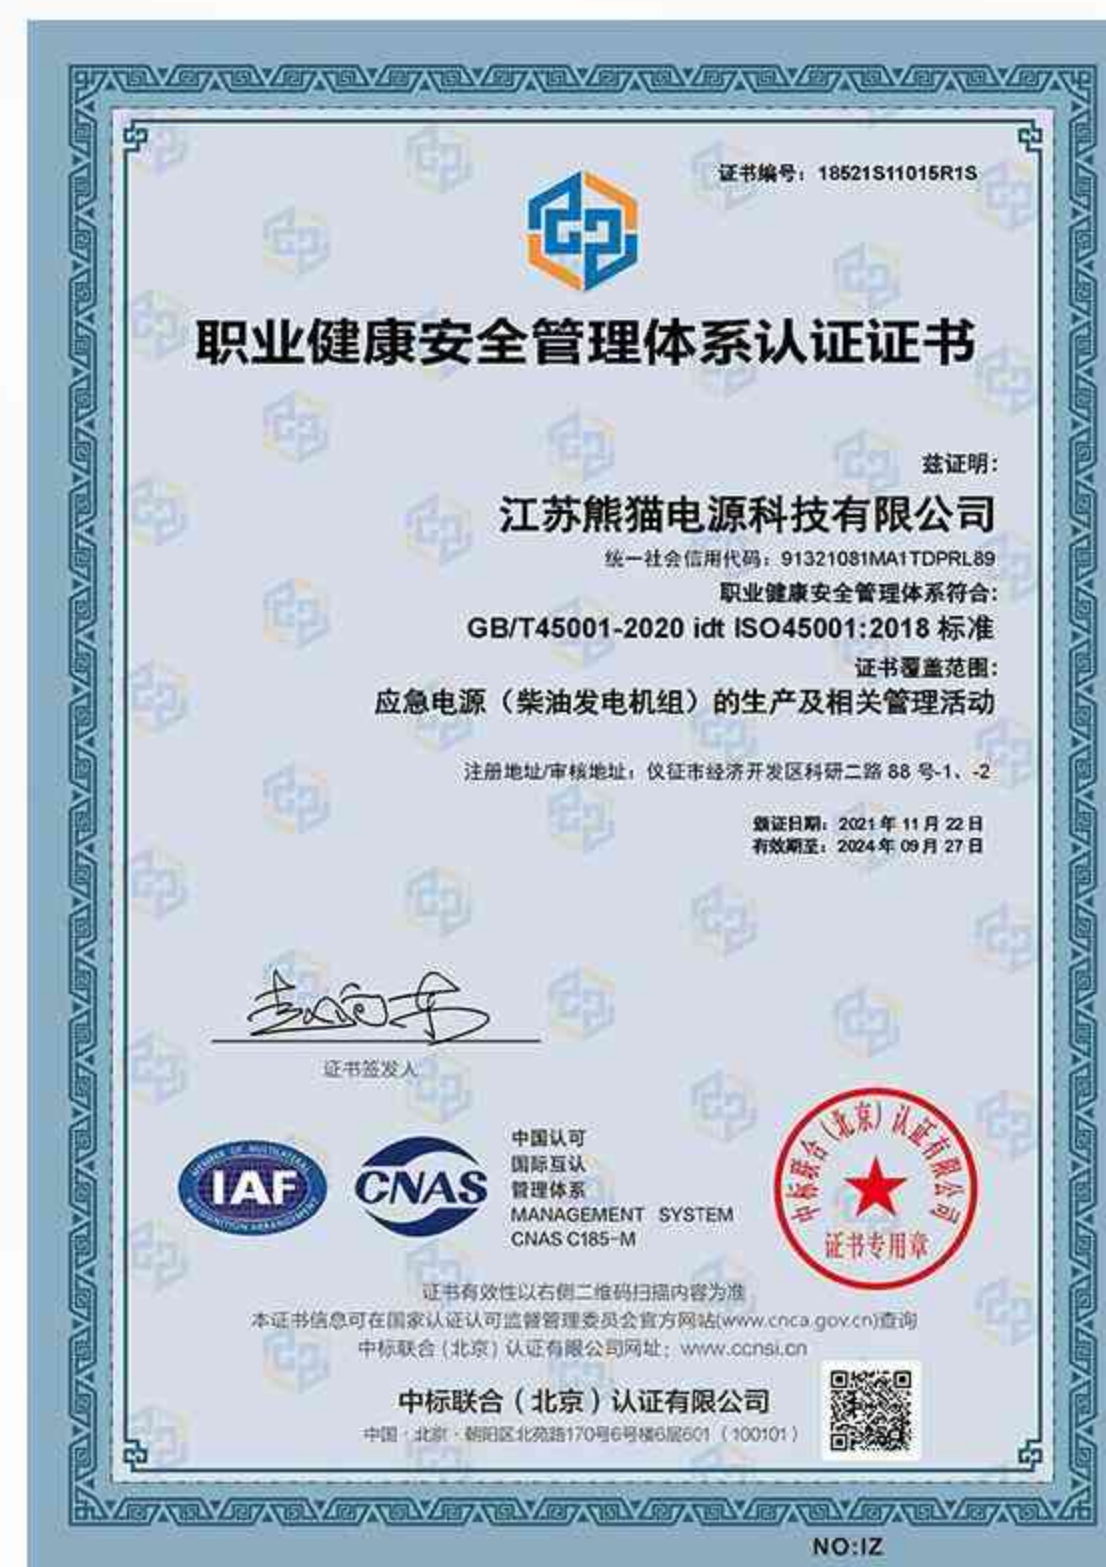 证书编号：18521S11015R1S
职业健康安全管理体系认证证书
兹证明：
江苏熊猫电源科技有限公司
统一社会信用代码：91321081MA1TDPRL89
职业健康安全管理体系符合：
GB/T45001-2020 idt ISO45001:2018 标准
证书覆盖范围：
应急电源（柴油发电机组）的生产及相关管理活动
注册地址/审核地址：仪征市经济开发区科研二路 88 号-1、-2
颁证日期：2021 年 11 月 22 日
有效期至：2024 年 09 月 27 日
证书签发人
MEMBER OF MULTILATERAL
IAF
RECOGNITION ARRANGEMENT
CNAS
中国认可
国际互认
管理体系
MANAGEMENT SYSTEM
CNAS C185-M
中标联合（北京）认证有限公司
证书专用章
证书有效性以右侧二维码扫描内容为准
本证书信息可在国家认证认可监督管理委员会官方网站(www.cnca.gov.cn)查询
中标联合（北京）认证有限公司网址：www.ccnsi.cn
中标联合（北京）认证有限公司
中国·北京·朝阳区北苑路170号6号楼6层601（100101）
NO:IZ